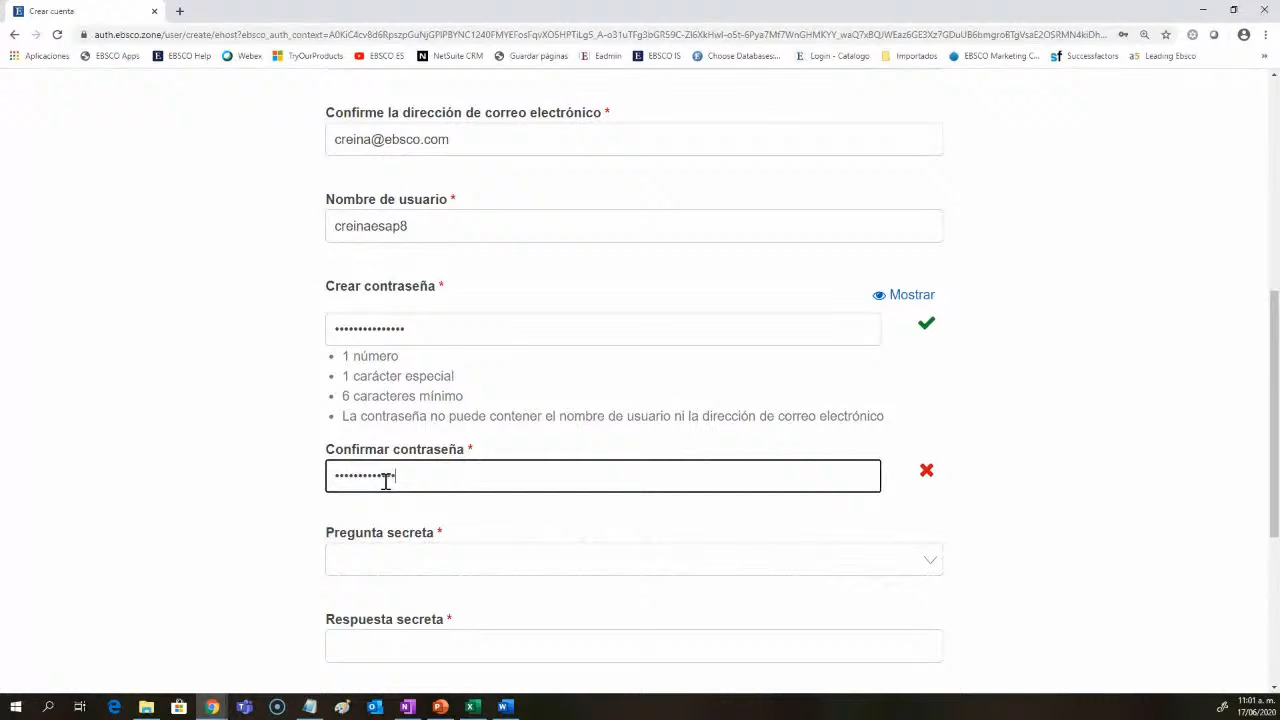 Crear cuenta
auth.ebsco.zone/user/create/ehost?ebsco_auth_context=
Aplicaciones EBSCO Apps EBSCO Help Webex TryOurProducts EBSCO ES NetSuite CRM Guardar páginas Eadmin EBSCO IS Choose Databases... Login - Catalogo Importados EBSCO Marketing C... Successfactors Leading Ebsco »
Confirme la dirección de correo electrónico *
creina@ebsco.com
Nombre de usuario *
creinaesap8
Crear contraseña *
Mostrar
•••••••••••••••
• 1 número
• 1 carácter especial
• 6 caracteres mínimo
• La contraseña no puede contener el nombre de usuario ni la dirección de correo electrónico
Confirmar contraseña *
•••••••••••••
Pregunta secreta *
Respuesta secreta *
11:01 a. m.
17/06/2020